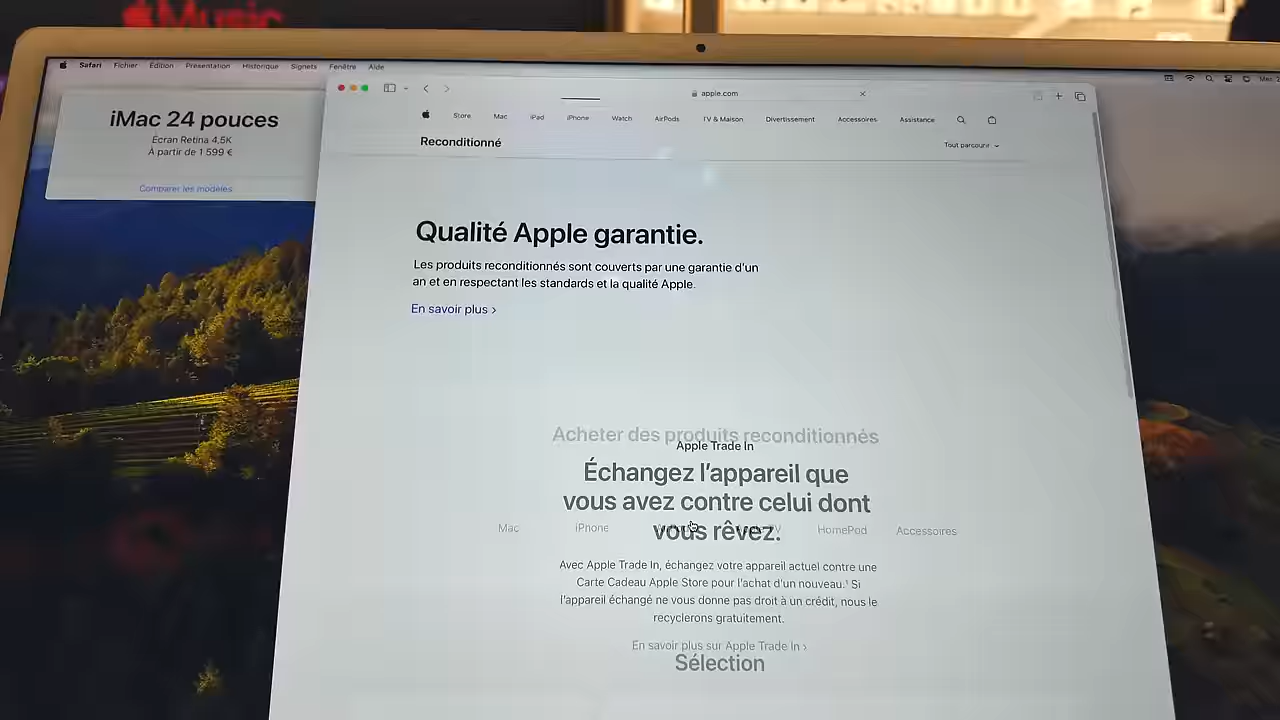 Music
Safari Fichier Édition Présentation Historique Signets Fenêtre Aide
iMac 24 pouces
Écran Retina 4,5K
À partir de 1 599 €
Comparer les modèles
apple.com
Store Mac iPad iPhone Watch AirPods TV & Maison Divertissement Accessoires Assistance
Reconditionné
Tout parcourir
Qualité Apple garantie.
Les produits reconditionnés sont couverts par une garantie d'un
an et en respectant les standards et la qualité Apple.
En savoir plus >
Acheter des produits reconditionnés
Apple Trade In
Échangez l'appareil que
vous avez contre celui dont
vous rêvez.
Mac iPhone HomePod Accessoires
Avec Apple Trade In, échangez votre appareil actuel contre une
Carte Cadeau Apple Store pour l'achat d'un nouveau.¹ Si
l'appareil échangé ne vous donne pas droit à un crédit, nous le
recyclerons gratuitement.
En savoir plus sur Apple Trade In >
Sélection